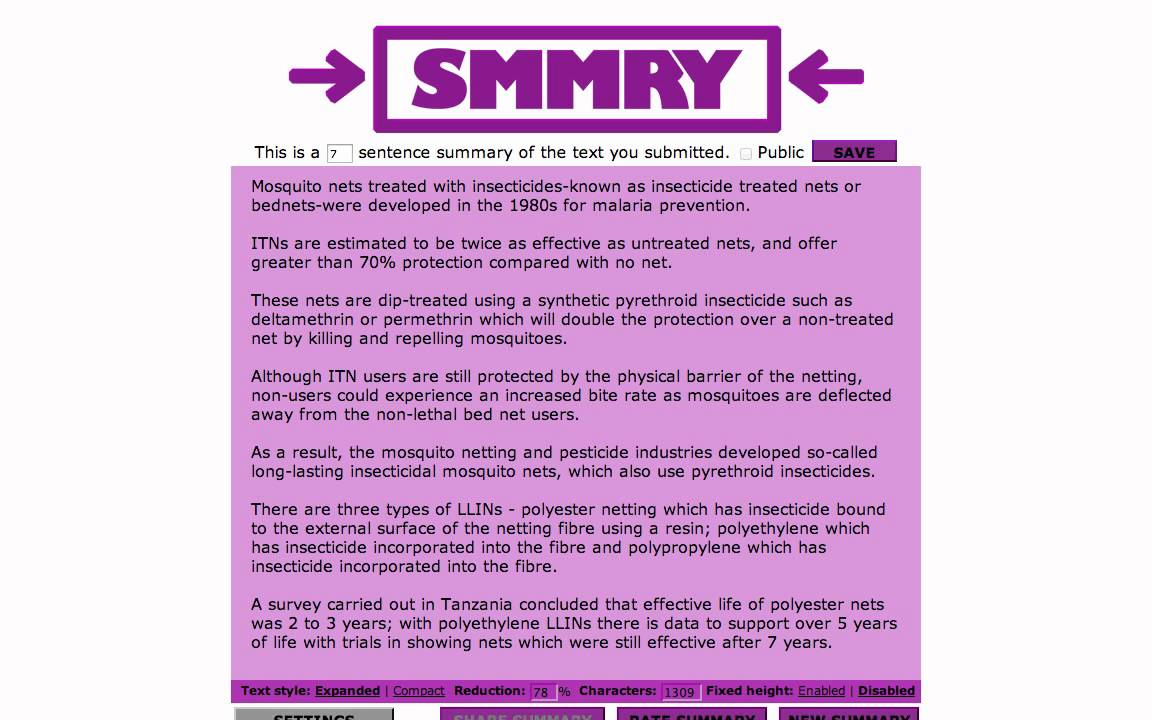 SMMRY
This is a 7 sentence summary of the text you submitted. Public SAVE
Mosquito nets treated with insecticides-known as insecticide treated nets or
bednets-were developed in the 1980s for malaria prevention.
ITNs are estimated to be twice as effective as untreated nets, and offer
greater than 70% protection compared with no net.
These nets are dip-treated using a synthetic pyrethroid insecticide such as
deltamethrin or permethrin which will double the protection over a non-treated
net by killing and repelling mosquitoes.
Although ITN users are still protected by the physical barrier of the netting,
non-users could experience an increased bite rate as mosquitoes are deflected
away from the non-lethal bed net users.
As a result, the mosquito netting and pesticide industries developed so-called
long-lasting insecticidal mosquito nets, which also use pyrethroid insecticides.
There are three types of LLINs - polyester netting which has insecticide bound
to the external surface of the netting fibre using a resin; polyethylene which
has insecticide incorporated into the fibre and polypropylene which has
insecticide incorporated into the fibre.
A survey carried out in Tanzania concluded that effective life of polyester nets
was 2 to 3 years; with polyethylene LLINs there is data to support over 5 years
of life with trials in showing nets which were still effective after 7 years.
Text style: Expanded | Compact Reduction: 78 % Characters: 1309 Fixed height: Enabled | Disabled
SETTINGS SHARE SUMMARY RATE SUMMARY NEW SUMMARY